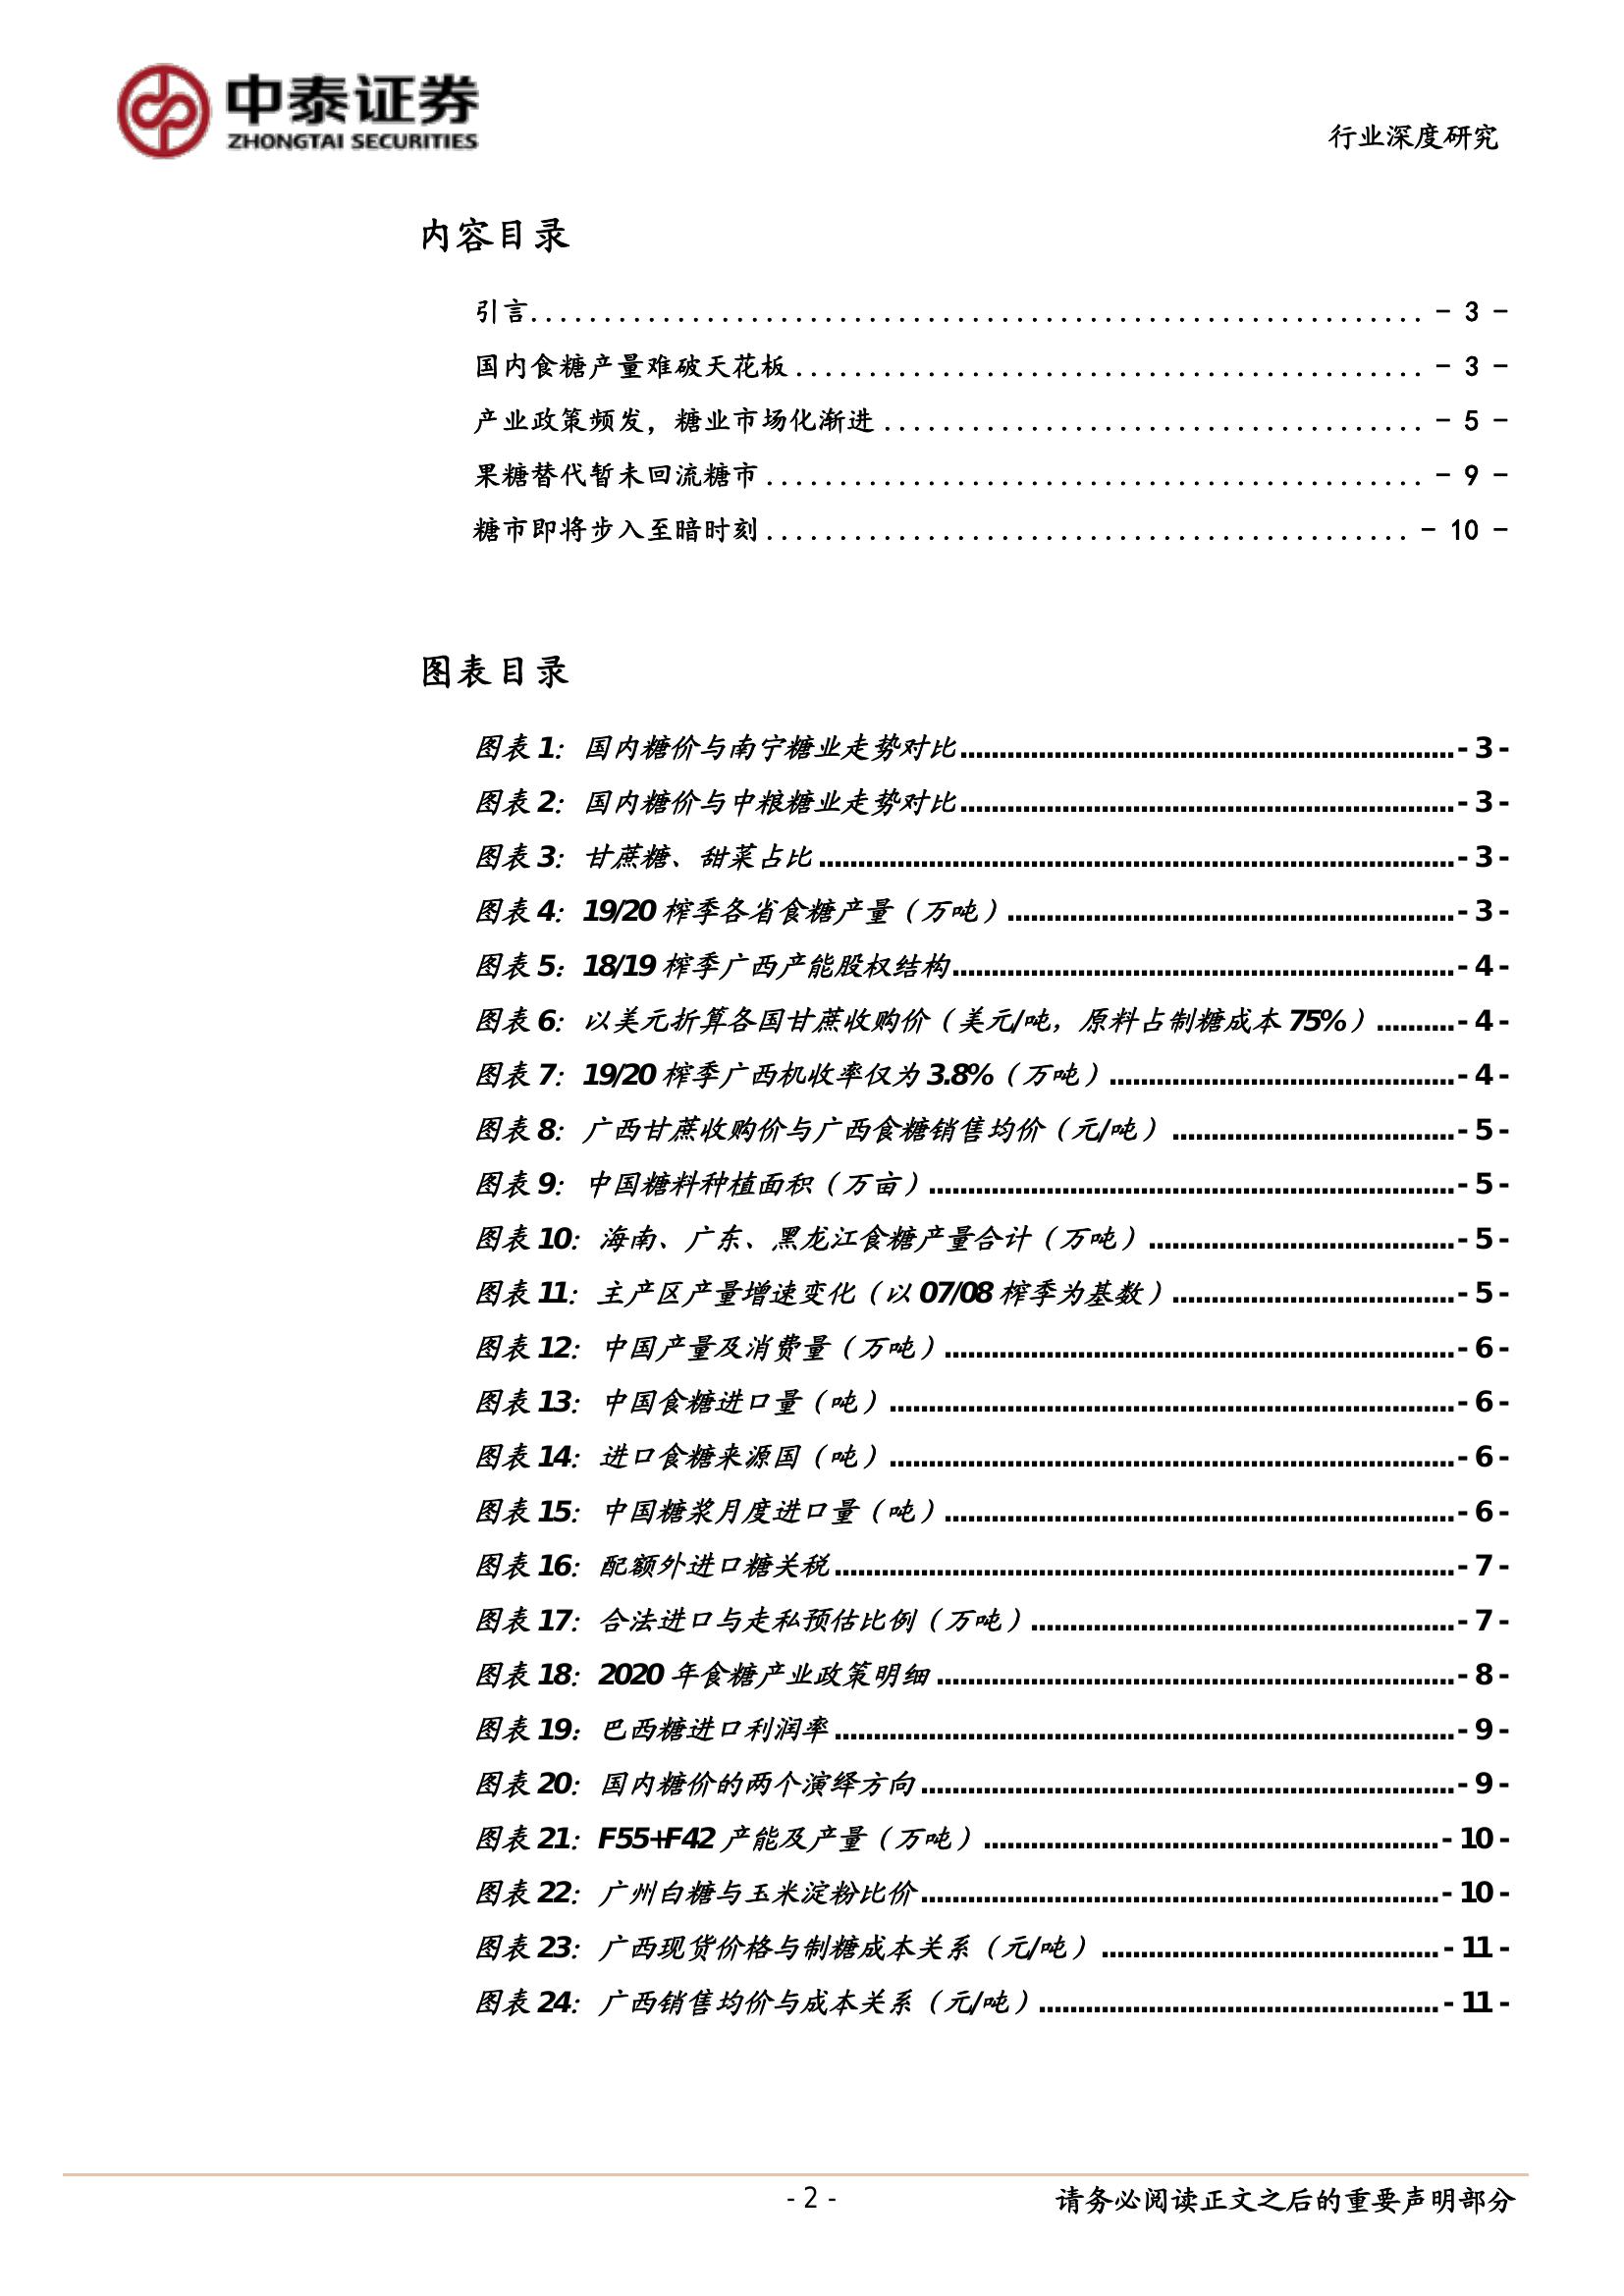 中泰证券
ZHONGTAI SECURITIES
行业深度研究
内容目录
引言............................................................. - 3 -
国内食糖产量难破天花板........................................... - 3 -
产业政策频发，糖业市场化渐进..................................... - 5 -
果糖替代暂未回流糖市............................................. - 9 -
糖市即将步入至暗时刻............................................ - 10 -
图表目录
图表 1：国内糖价与南宁糖业走势对比...............................................................- 3 -
图表 2：国内糖价与中粮糖业走势对比...............................................................- 3 -
图表 3：甘蔗糖、甜菜占比.................................................................................- 3 -
图表 4：19/20 榨季各省食糖产量（万吨）.........................................................- 3 -
图表 5：18/19 榨季广西产能股权结构................................................................- 4 -
图表 6：以美元折算各国甘蔗收购价（美元/吨，原料占制糖成本 75%）..........- 4 -
图表 7：19/20 榨季广西机收率仅为 3.8%（万吨）............................................- 4 -
图表 8：广西甘蔗收购价与广西食糖销售均价（元/吨）....................................- 5 -
图表 9：中国糖料种植面积（万亩）...................................................................- 5 -
图表 10：海南、广东、黑龙江食糖产量合计（万吨）.......................................- 5 -
图表 11：主产区产量增速变化（以 07/08 榨季为基数）....................................- 5 -
图表 12：中国产量及消费量（万吨）.................................................................- 6 -
图表 13：中国食糖进口量（吨）........................................................................- 6 -
图表 14：进口食糖来源国（吨）........................................................................- 6 -
图表 15：中国糖浆月度进口量（吨）.................................................................- 6 -
图表 16：配额外进口糖关税...............................................................................- 7 -
图表 17：合法进口与走私预估比例（万吨）......................................................- 7 -
图表 18：2020 年食糖产业政策明细..................................................................- 8 -
图表 19：巴西糖进口利润率...............................................................................- 9 -
图表 20：国内糖价的两个演绎方向....................................................................- 9 -
图表 21：F55+F42 产能及产量（万吨）..........................................................- 10 -
图表 22：广州白糖与玉米淀粉比价..................................................................- 10 -
图表 23：广西现货价格与制糖成本关系（元/吨）...........................................- 11 -
图表 24：广西销售均价与成本关系（元/吨）...................................................- 11 -
- 2 -
请务必阅读正文之后的重要声明部分